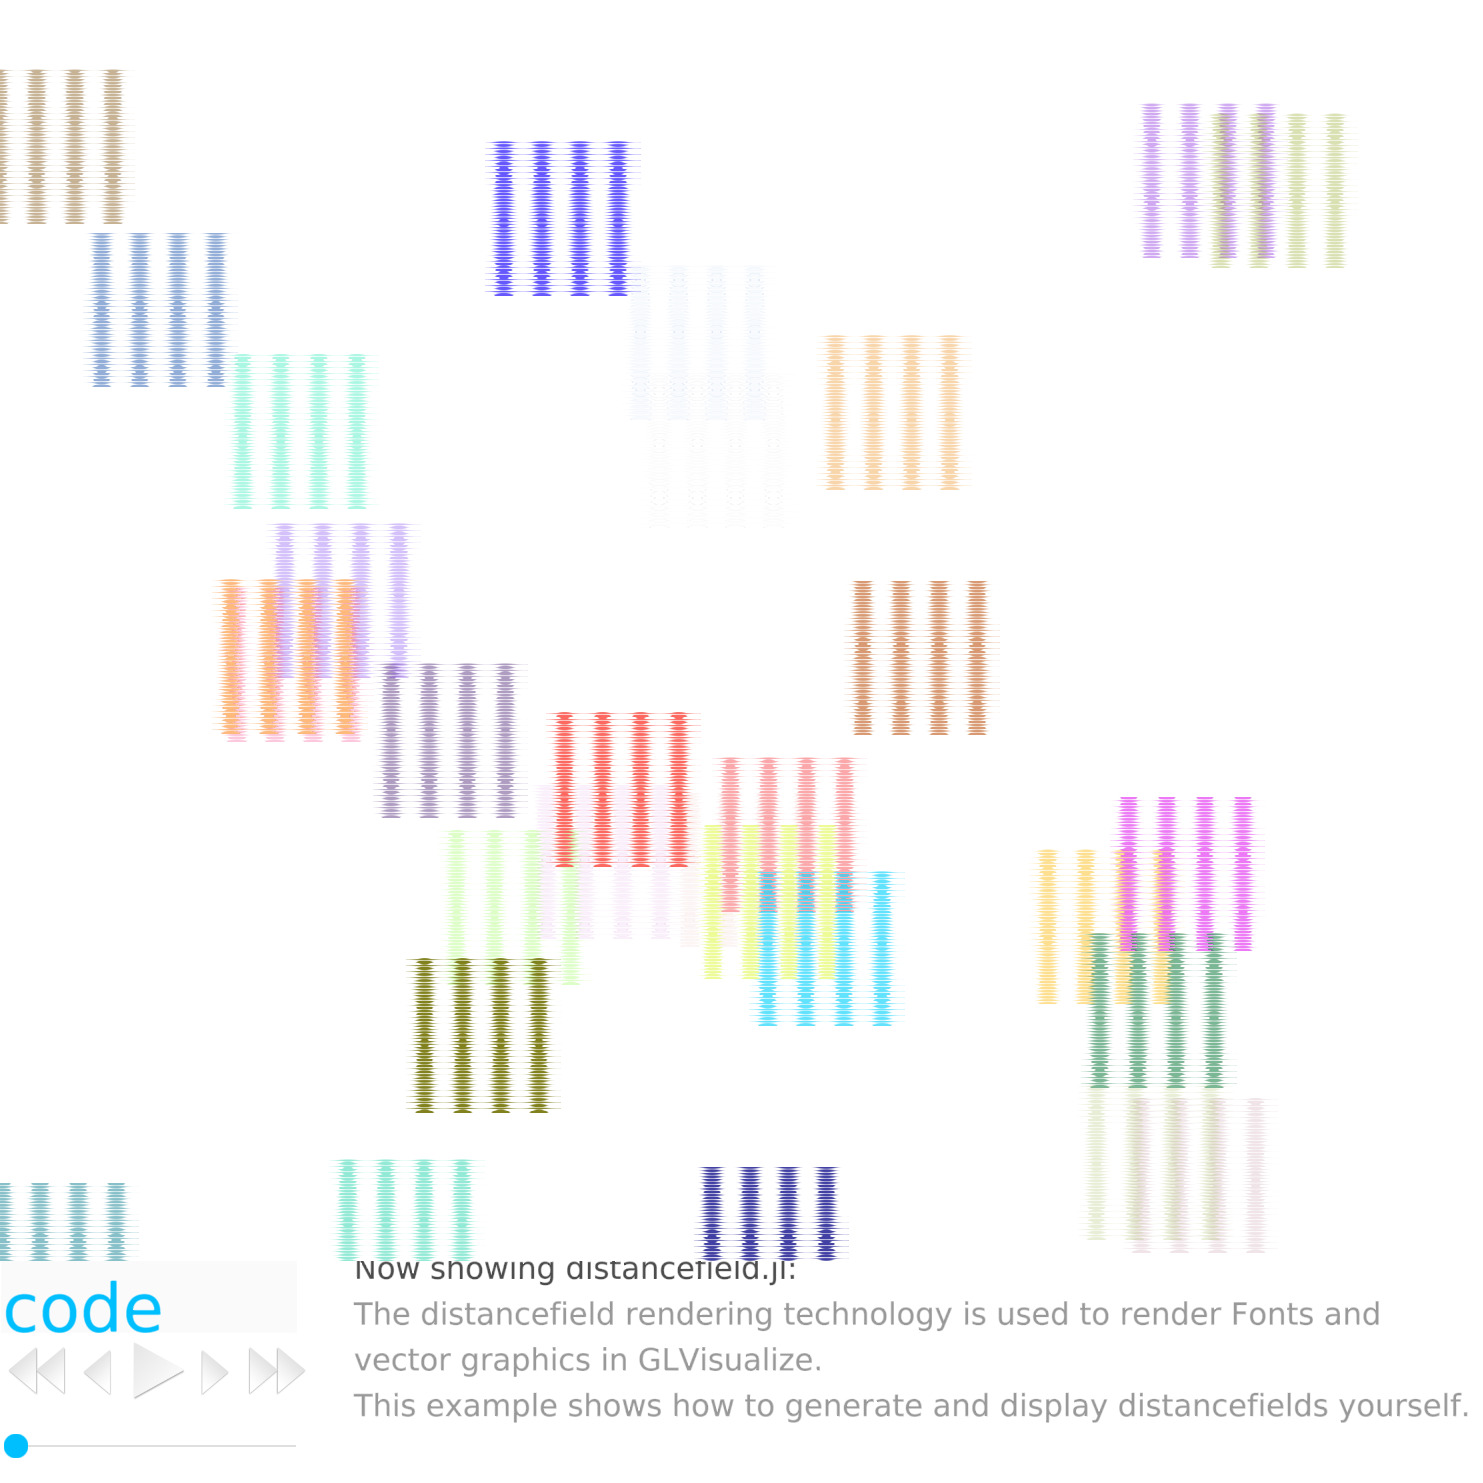 Now showing distancefield.jl:
code
The distancefield rendering technology is used to render Fonts and
vector graphics in GLVisualize.
This example shows how to generate and display distancefields yourself.